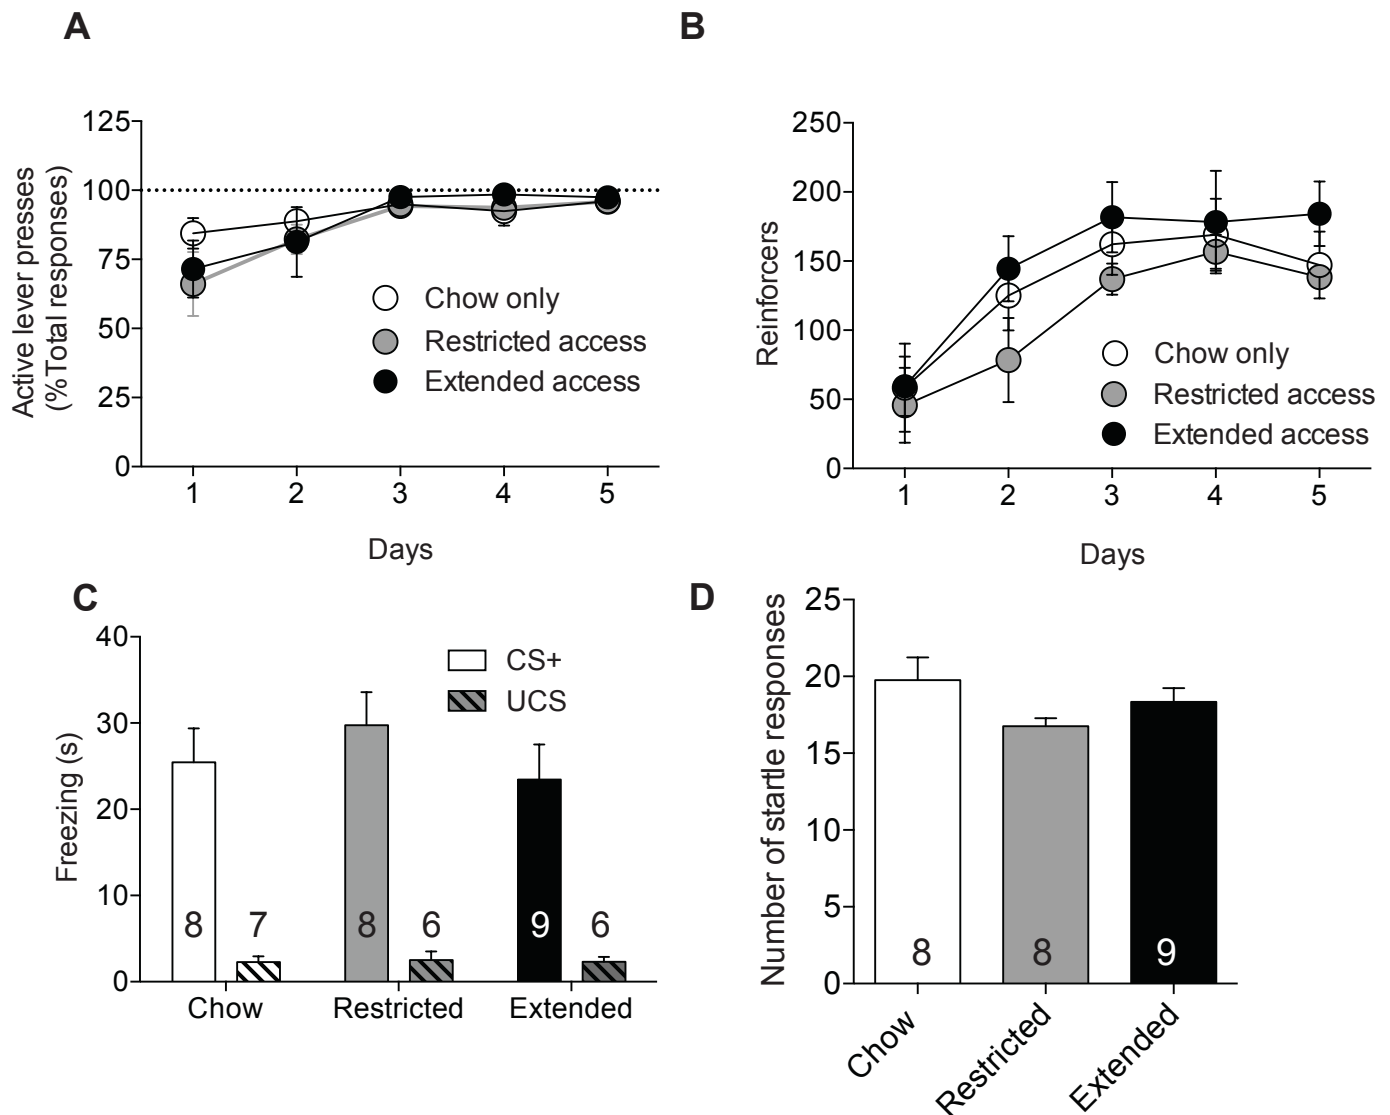 A
125
100
75
50
25
0
Active lever presses
(%Total responses)
Chow only
Restricted access
Extended access
1 2 3 4 5
Days
B
250
200
150
100
50
0
Reinforcers
Chow only
Restricted access
Extended access
1 2 3 4 5
Days
C
40
30
20
10
0
Freezing (s)
CS+
UCS
8 7 8 6 9 6
Chow Restricted Extended
D
25
20
15
10
5
0
Number of startle responses
8 8 9
Chow
Restricted
Extended